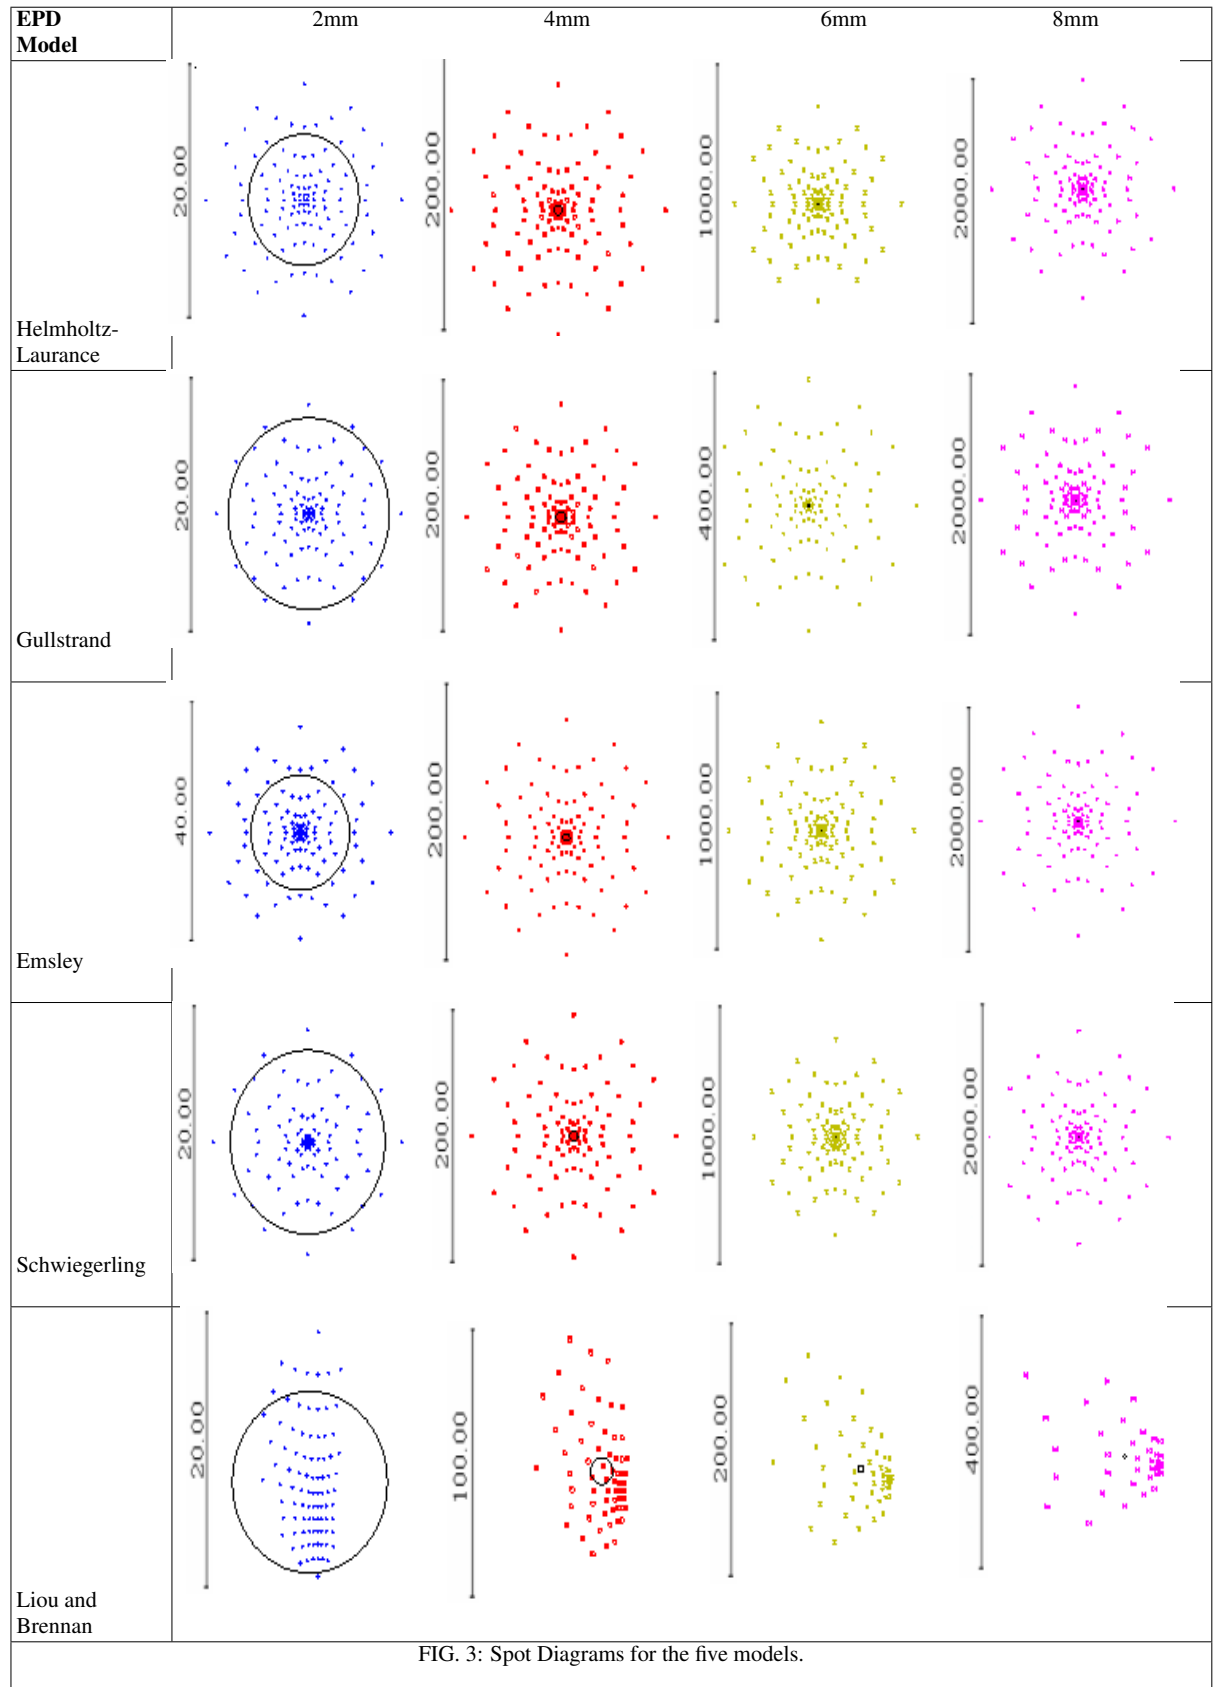 EPD
Model
2mm
4mm
6mm
8mm
20.00
200.00
1000.00
2000.00
Helmholtz-
Laurance
20.00
200.00
400.00
2000.00
Gullstrand
40.00
200.00
1000.00
2000.00
Emsley
20.00
200.00
1000.00
2000.00
Schwiegerling
20.00
100.00
200.00
400.00
Liou and
Brennan
FIG. 3: Spot Diagrams for the five models.